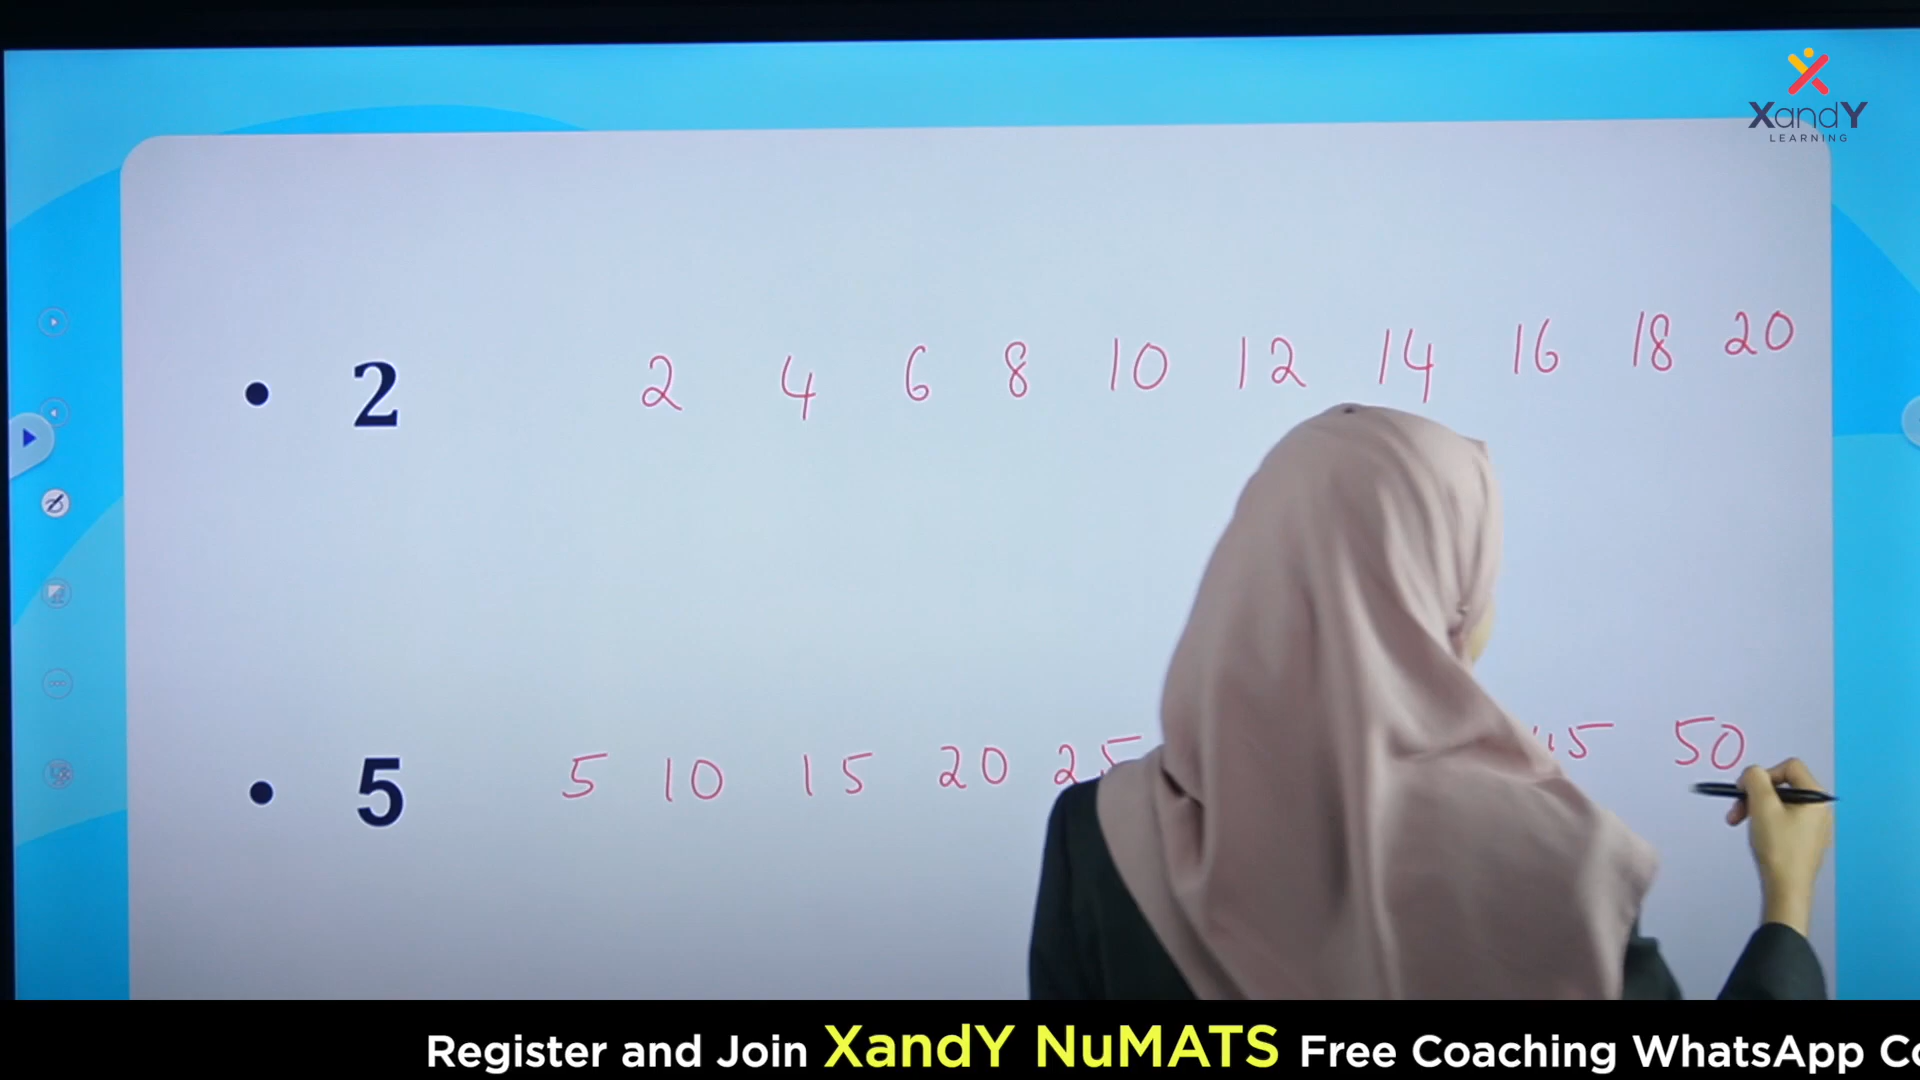 XandY
LEARNING
• 2 2 4 6 8 10 12 14 16 18 20
• 5 5 10 15 20 25 50
Register and Join XandY NuMATS Free Coaching WhatsApp